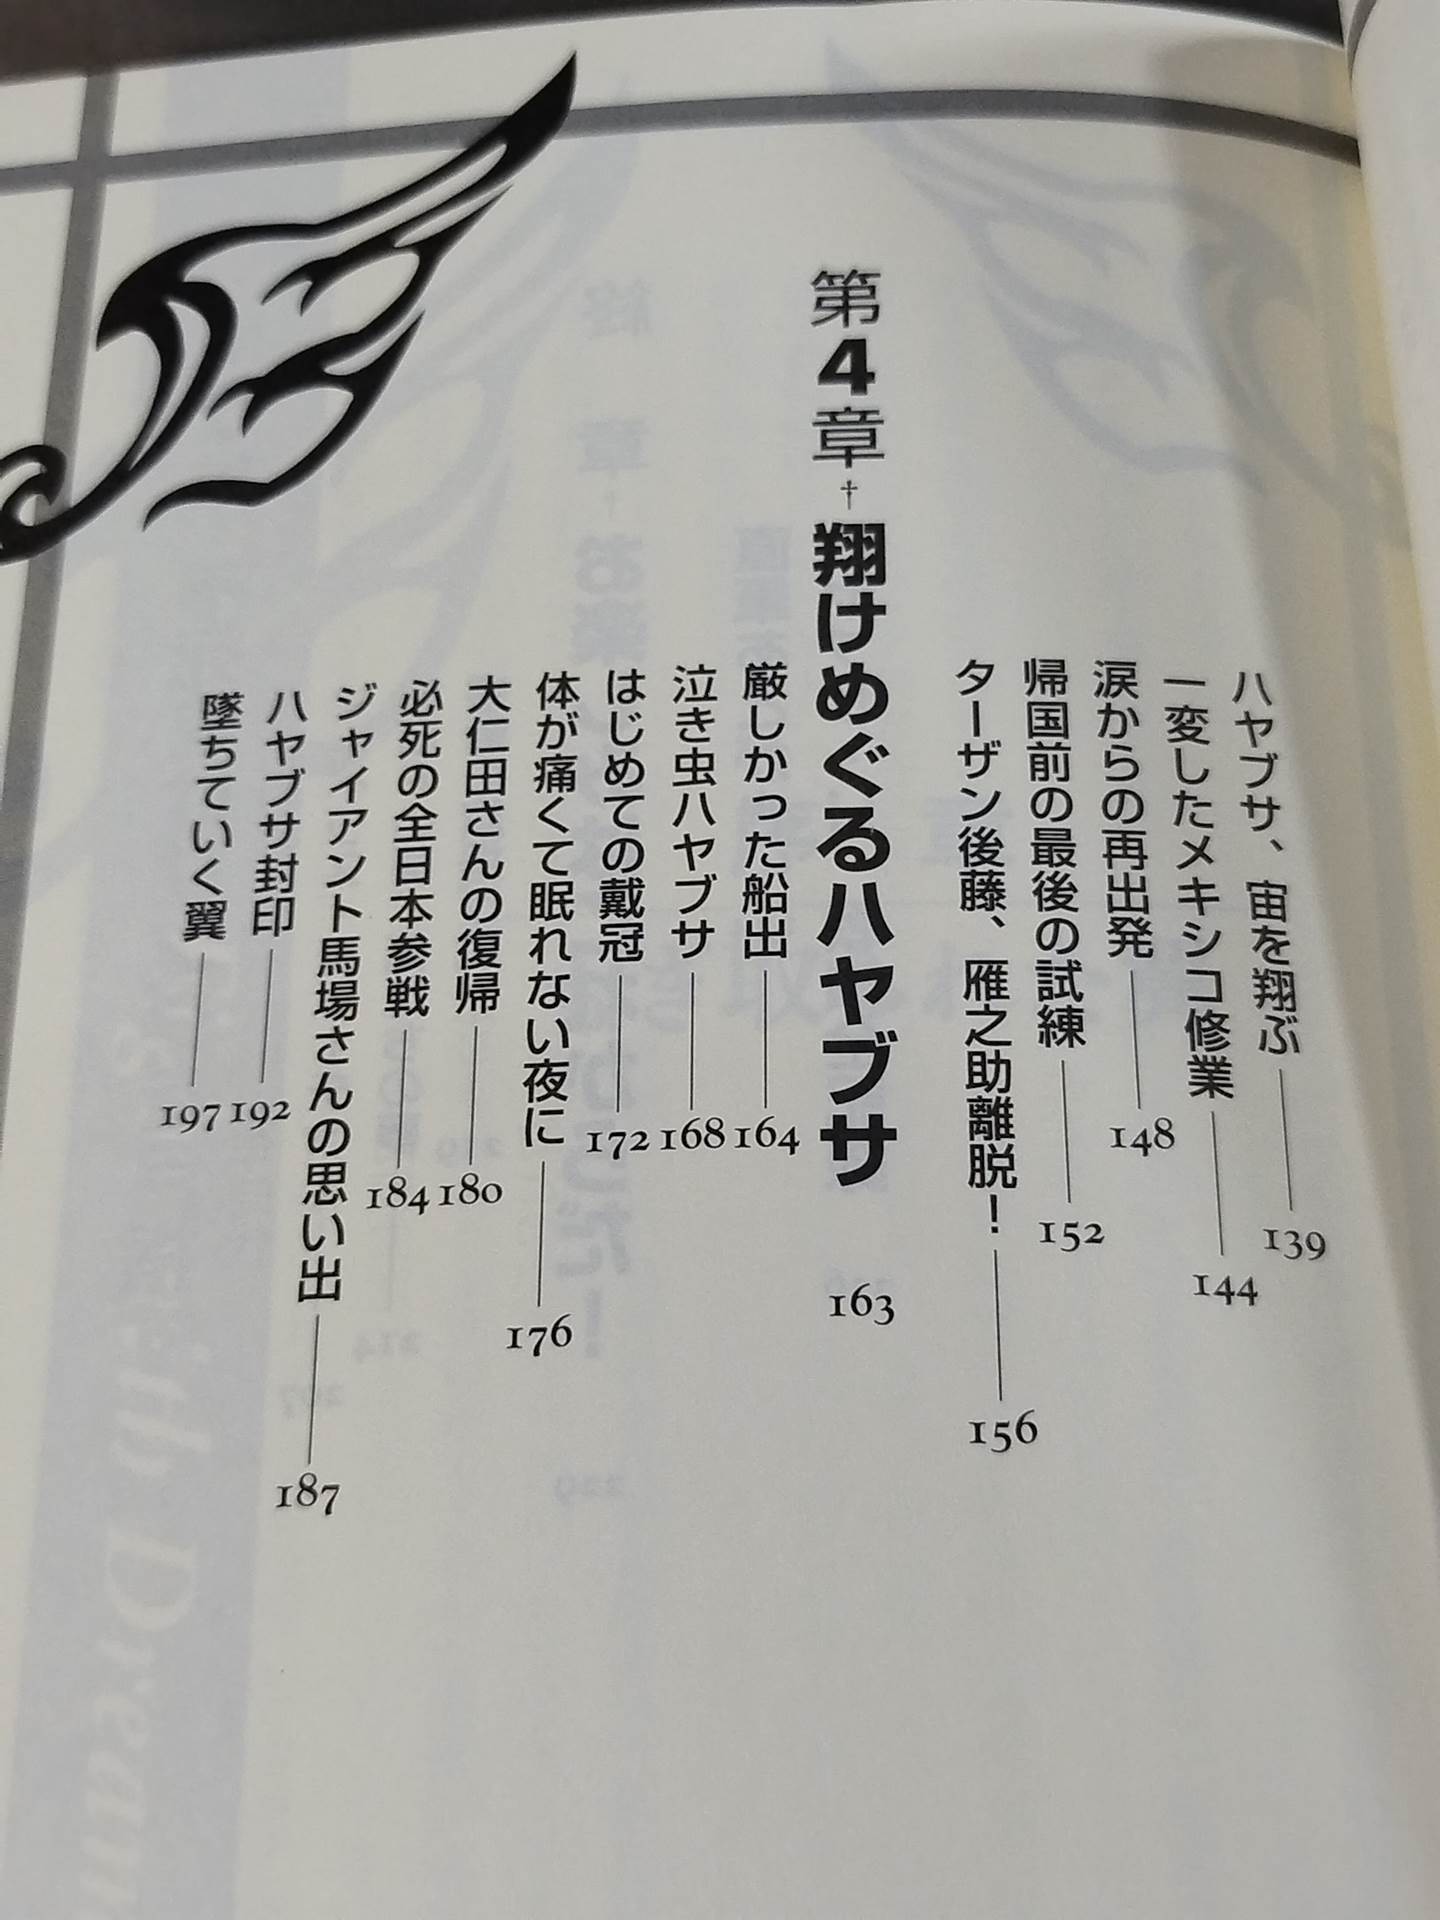 ハヤブサ、宙を翔ぶ 139
一変したメキシコ修業 144
涙からの再出発 148
帰国前の最後の試練 152
ターザン後藤、雁之助離脱！ 156
第4章†翔けめぐるハヤブサ 163
厳しかった船出 164
泣き虫ハヤブサ 168
はじめての戴冠 172
体が痛くて眠れない夜に 176
大仁田さんの復帰 180
必死の全日本参戦 184
ジャイアント馬場さんの思い出 187
ハヤブサ封印 192
墜ちていく翼 197